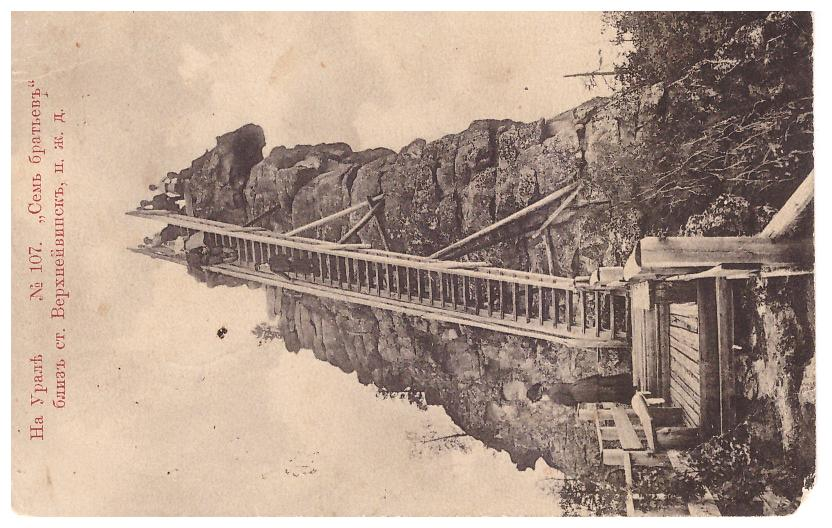 На Уралѣ № 107. „Семь братьевъ“
близъ ст. Верхнейвинскъ, п. ж. д.